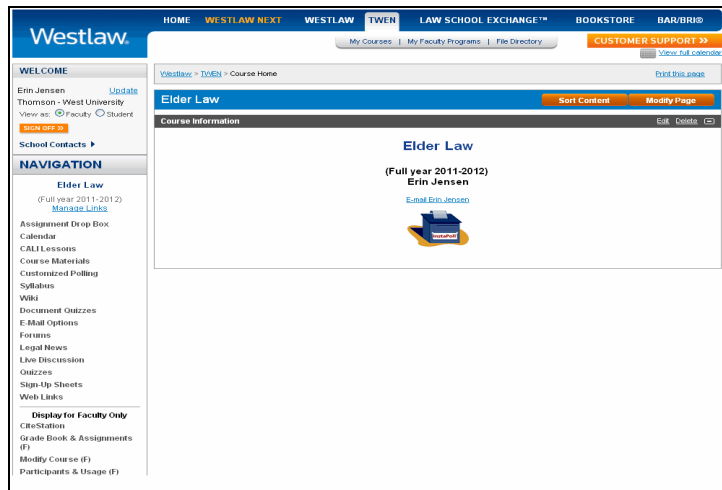 HOME WESTLAW NEXT WESTLAW TWEN LAW SCHOOL EXCHANGE™ BOOKSTORE BAR/BRI®
Westlaw.
My Courses | My Faculty Programs | File Directory
CUSTOMER SUPPORT >>
View full calendar
WELCOME
Erin Jensen Update
Thomson - West University
View as: Faculty Student
SIGN OFF >>
School Contacts
NAVIGATION
Elder Law
(Full year 2011-2012)
Manage Links
Assignment Drop Box
Calendar
CALI Lessons
Course Materials
Customized Polling
Syllabus
Wiki
Document Quizzes
E-Mail Options
Forums
Legal News
Live Discussion
Quizzes
Sign-Up Sheets
Web Links
Display for Faculty Only
CiteStation
Grade Book & Assignments
(F)
Modify Course (F)
Participants & Usage (F)
Westlaw > TWEN > Course Home
Print this page
Elder Law
Sort Content Modify Page
Course Information Edit Delete
Elder Law
(Full year 2011-2012)
Erin Jensen
E-mail Erin Jensen
InstaPoll